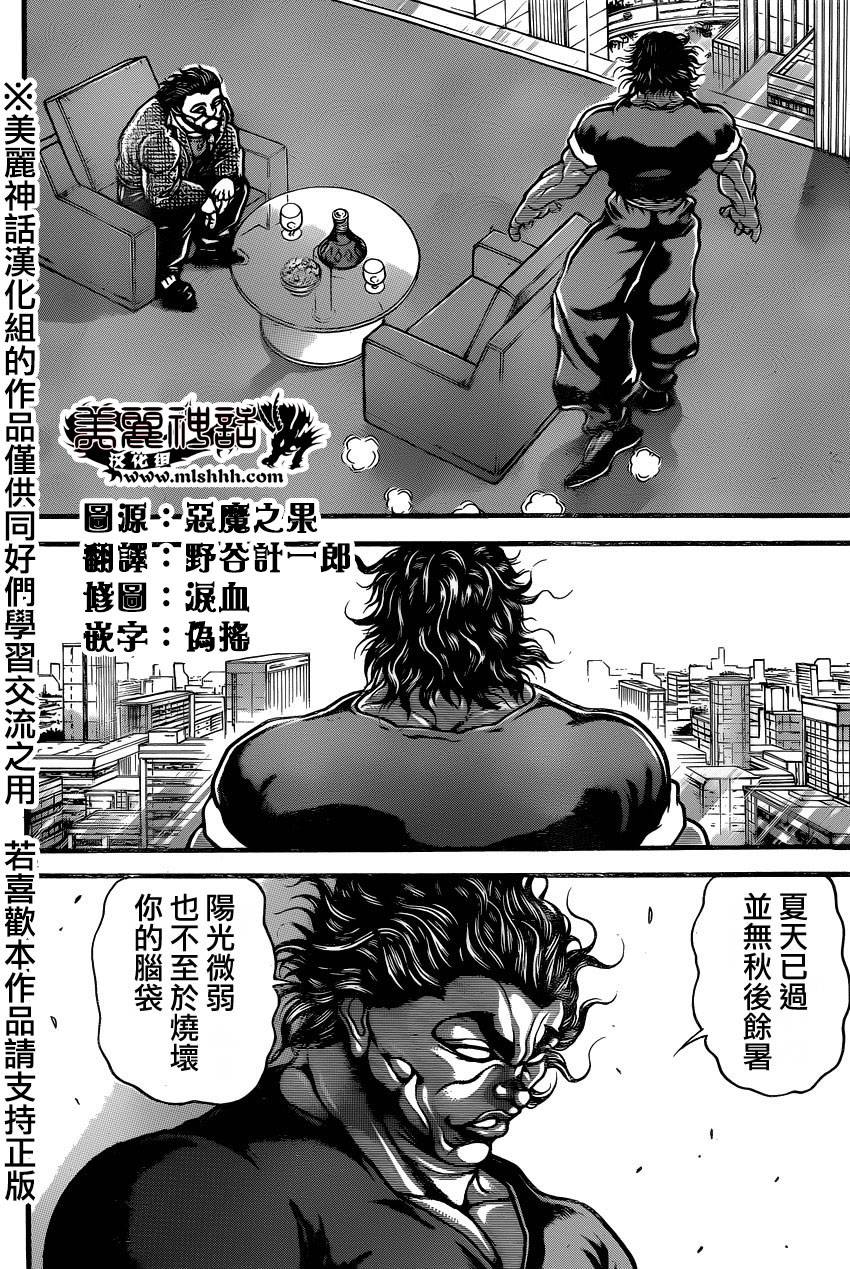 ※美麗神話漢化組的作品僅供同好們學習交流之用　若喜歡本作品請支持正版
美麗神話
汉化组
www.mlshhh.com
圖源：惡魔之果
翻譯：野谷計一郎
修圖：淚血
嵌字：偽搖
夏天已過
並無秋後餘暑
陽光微弱
也不至於燒壞
你的腦袋